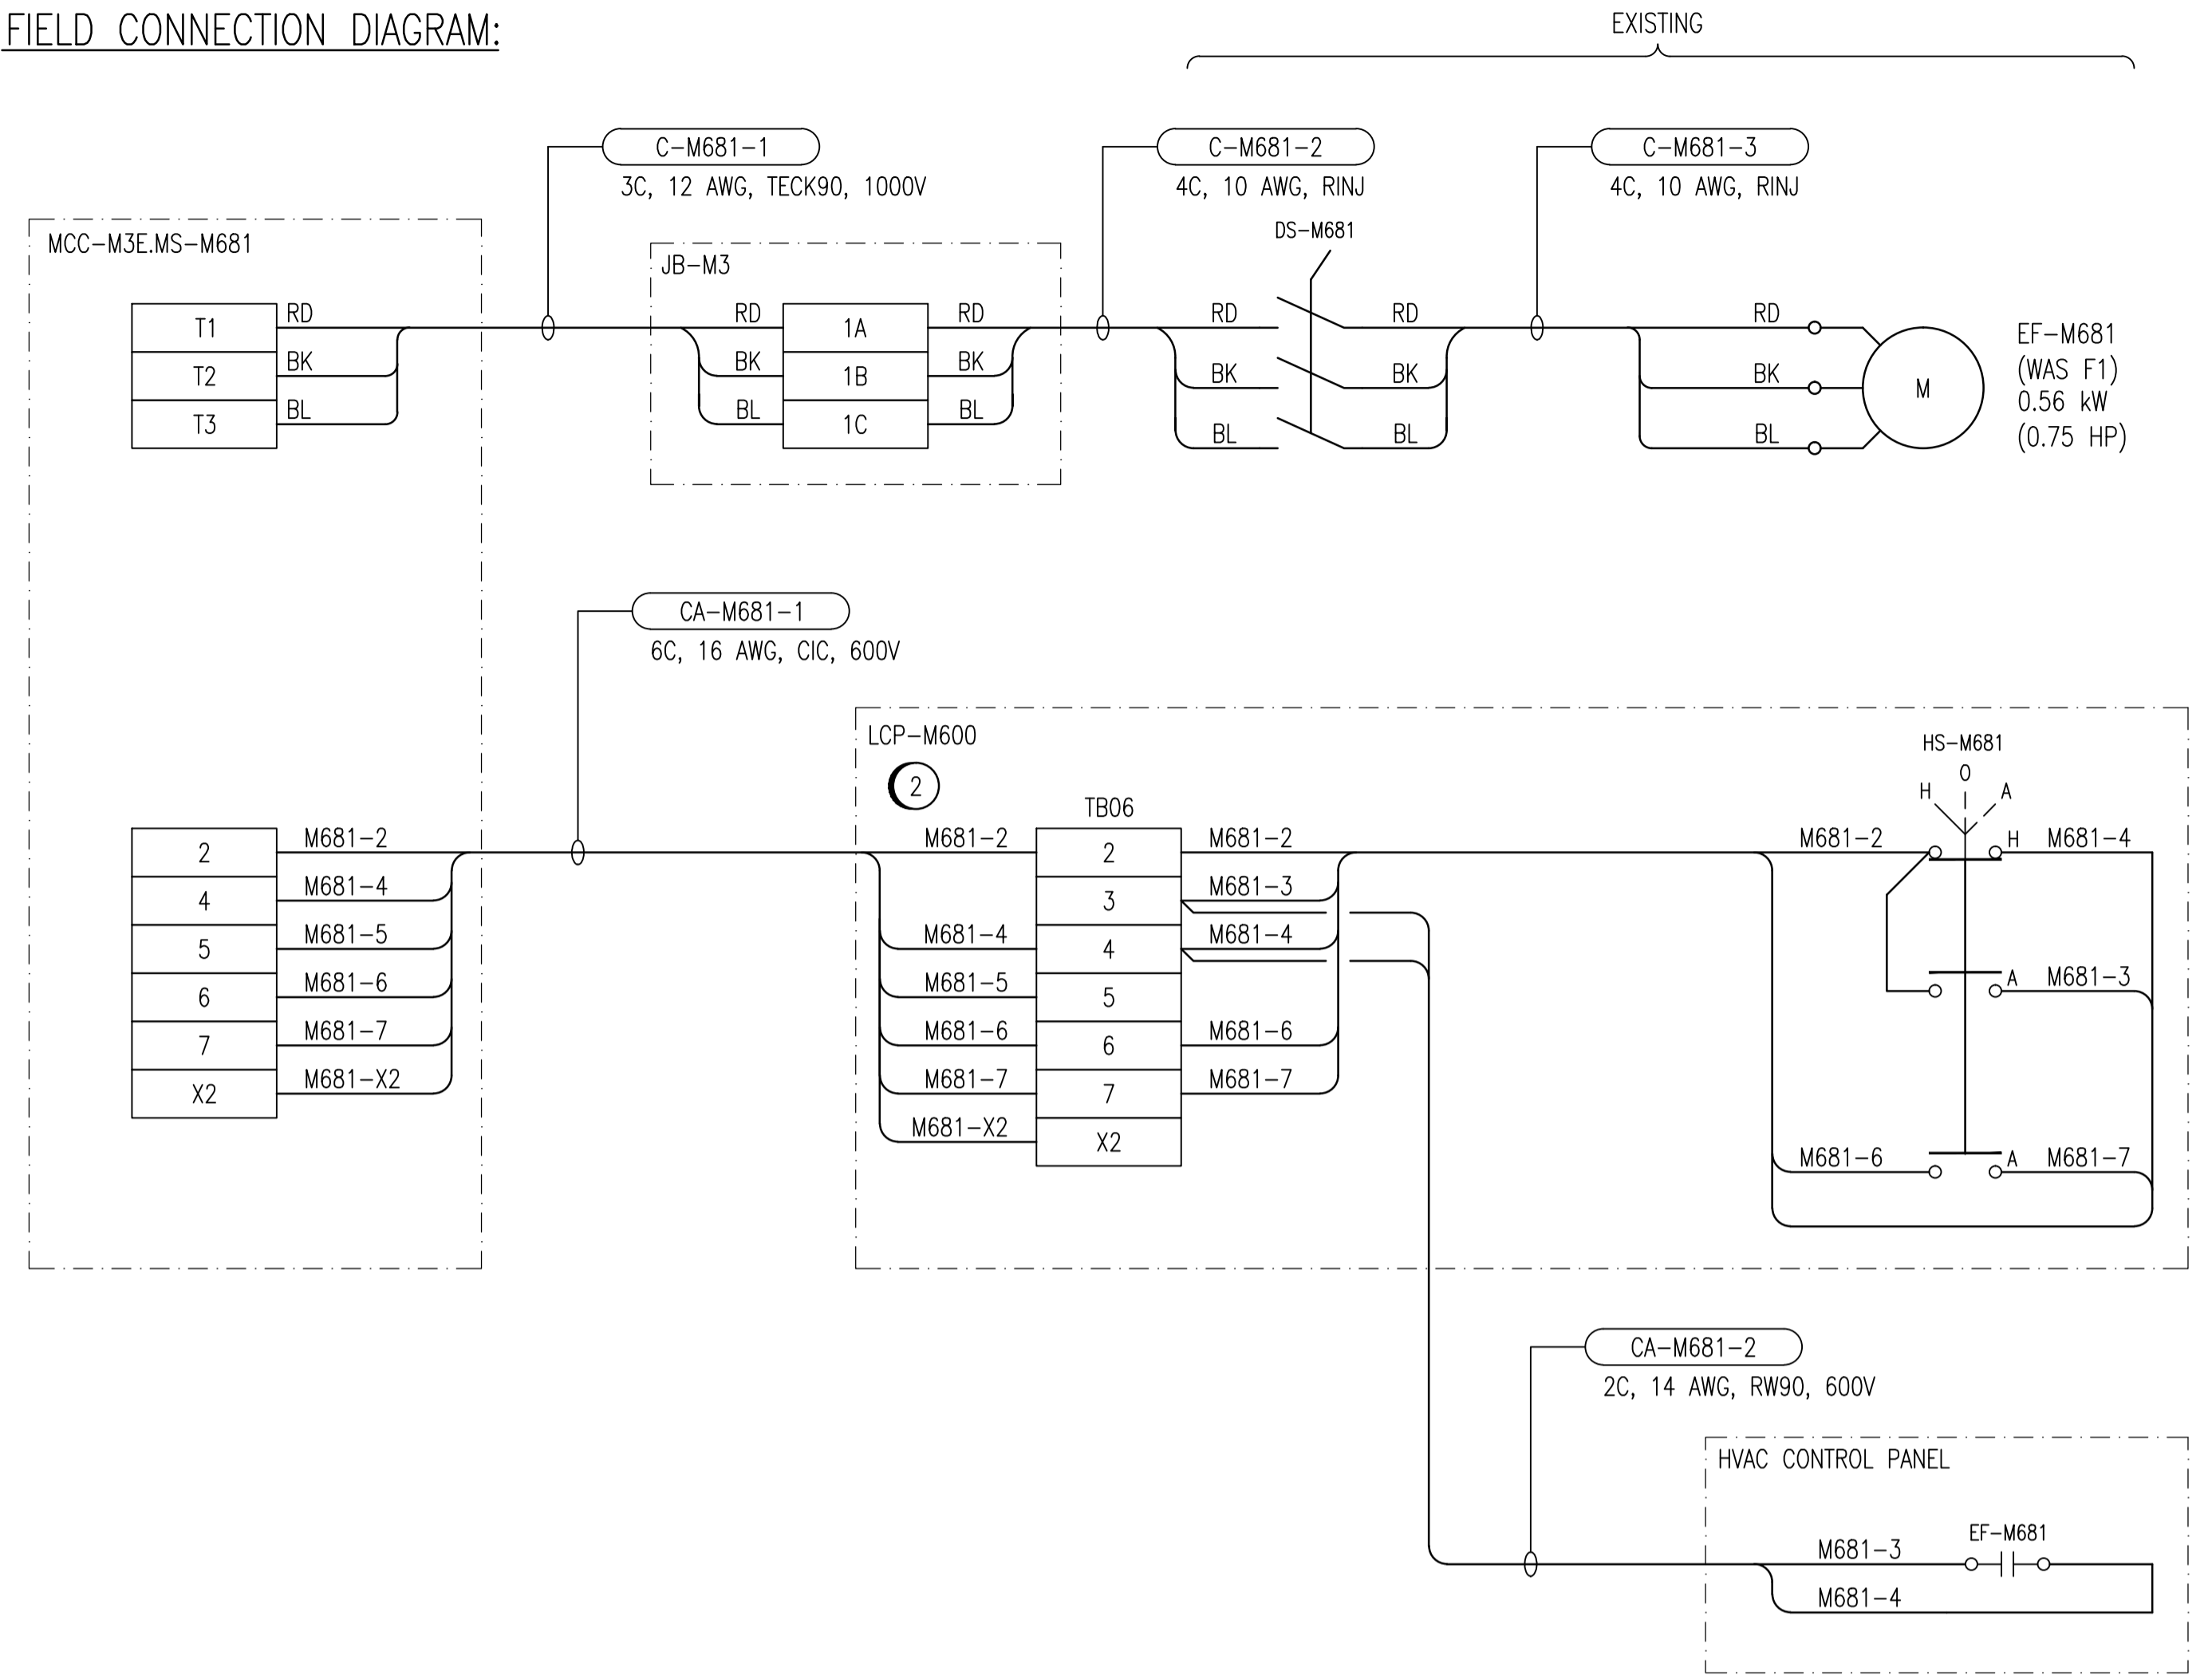 FIELD CONNECTION DIAGRAM:
EXISTING
C-M681-1
3C, 12 AWG, TECK90, 1000V
C-M681-2
4C, 10 AWG, RINJ
C-M681-3
4C, 10 AWG, RINJ
DS-M681
MCC-M3E.MS-M681
JB-M3
T1 RD
T2 BK
T3 BL
RD 1A RD
BK 1B BK
BL 1C BL
RD RD
BK BK
BL BL
RD
BK
BL
M
EF-M681
(WAS F1)
0.56 kW
(0.75 HP)
CA-M681-1
6C, 16 AWG, CIC, 600V
LCP-M600
2
TB06
HS-M681
O
H A
2 M681-2
4 M681-4
5 M681-5
6 M681-6
7 M681-7
X2 M681-X2
M681-2 2 M681-2
3 M681-3
M681-4 4 M681-4
M681-5 5
M681-6 6 M681-6
M681-7 7 M681-7
M681-X2 X2
M681-2 H M681-4
A M681-3
M681-6 A M681-7
CA-M681-2
2C, 14 AWG, RW90, 600V
HVAC CONTROL PANEL
EF-M681
M681-3
M681-4